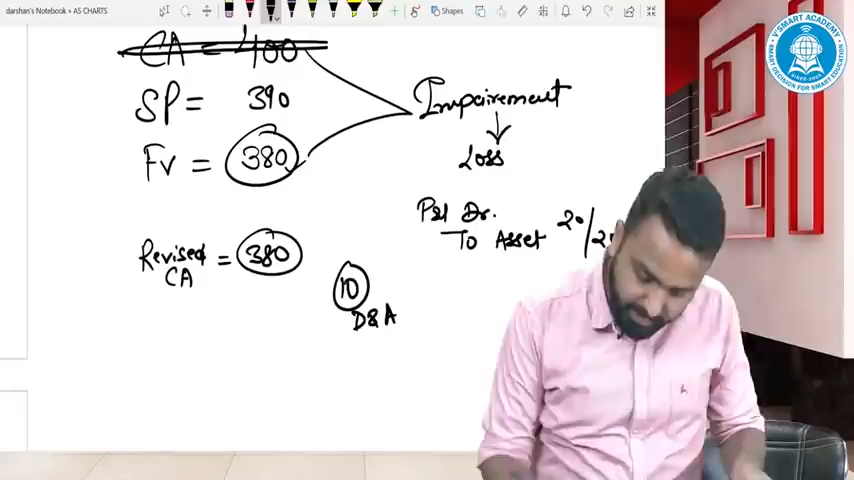 darshan's Notebook » AS CHARTS
Shapes
CA = 400
SP = 390
Fv = 380
Impairement
Loss
P&l Dr.
To Asset 20/
Revised CA = 380
10
D&A
V'SMART ACADEMY
SMART DECISION FOR SMART EDUCATION